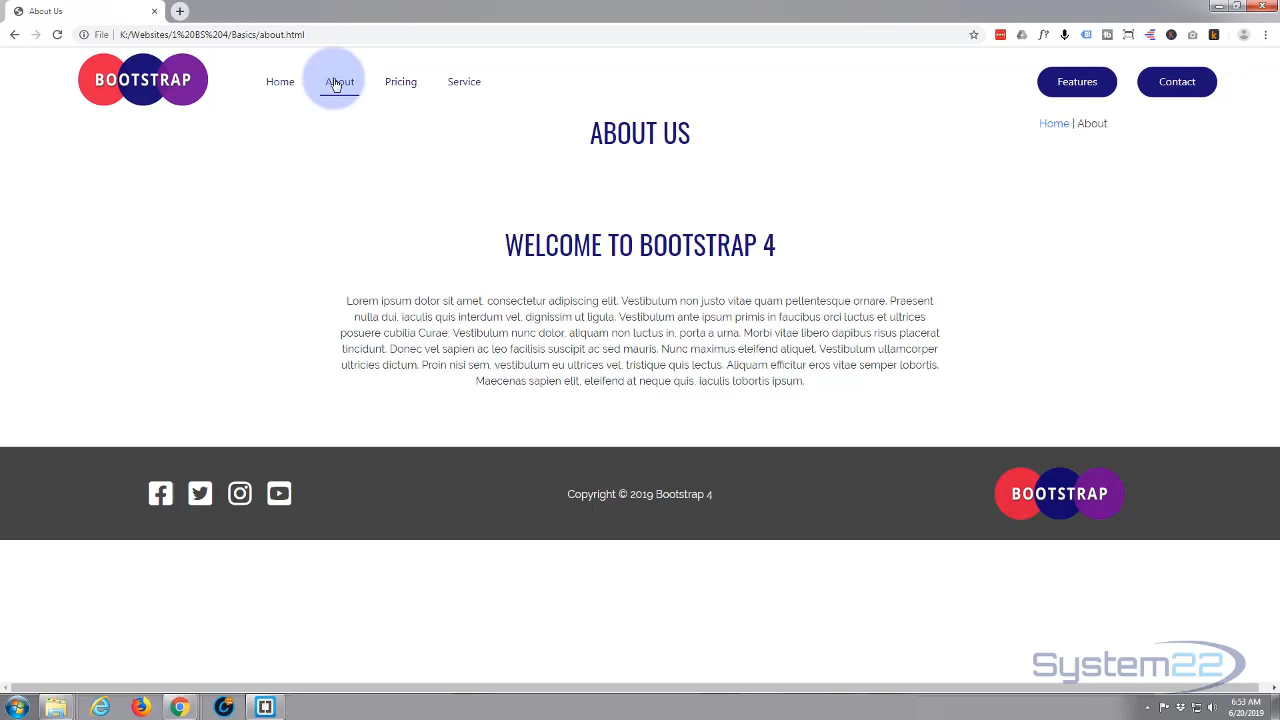 About Us
File | K:/Websites/1%20BS%204/Basics/about.html
BOOTSTRAP
Home About Pricing Service Features Contact
Home | About
ABOUT US
WELCOME TO BOOTSTRAP 4
Lorem ipsum dolor sit amet, consectetur adipiscing elit. Vestibulum non justo vitae quam pellentesque ornare. Praesent
nulla dui, iaculis quis interdum vel, dignissim ut ligula. Vestibulum ante ipsum primis in faucibus orci luctus et ultrices
posuere cubilia Curae; Vestibulum nunc dolor, aliquam non luctus in, porta a urna. Morbi vitae libero dapibus risus placerat
tincidunt. Donec vel sapien ac leo facilisis suscipit ac sed mauris. Nunc maximus eleifend aliquet. Vestibulum ullamcorper
ultricies dictum. Proin nisi sem, vestibulum eu ultrices vel, tristique quis lectus. Aliquam efficitur eros vitae semper lobortis.
Maecenas sapien elit, eleifend at neque quis, iaculis lobortis ipsum.
Copyright © 2019 Bootstrap 4
BOOTSTRAP
System22
6:53 AM
6/20/2019